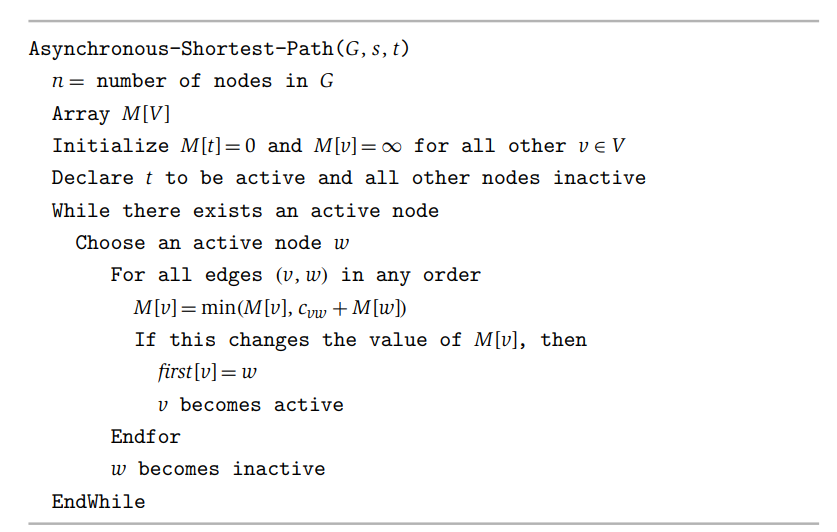 Asynchronous-Shortest-Path(G, s, t)
n = number of nodes in G
Array M[V]
Initialize M[t]=0 and M[v]=∞ for all other v ∈ V
Declare t to be active and all other nodes inactive
While there exists an active node
Choose an active node w
For all edges (v, w) in any order
M[v]=min(M[v], cᵥw + M[w])
If this changes the value of M[v], then
first[v]=w
v becomes active
Endfor
w becomes inactive
EndWhile